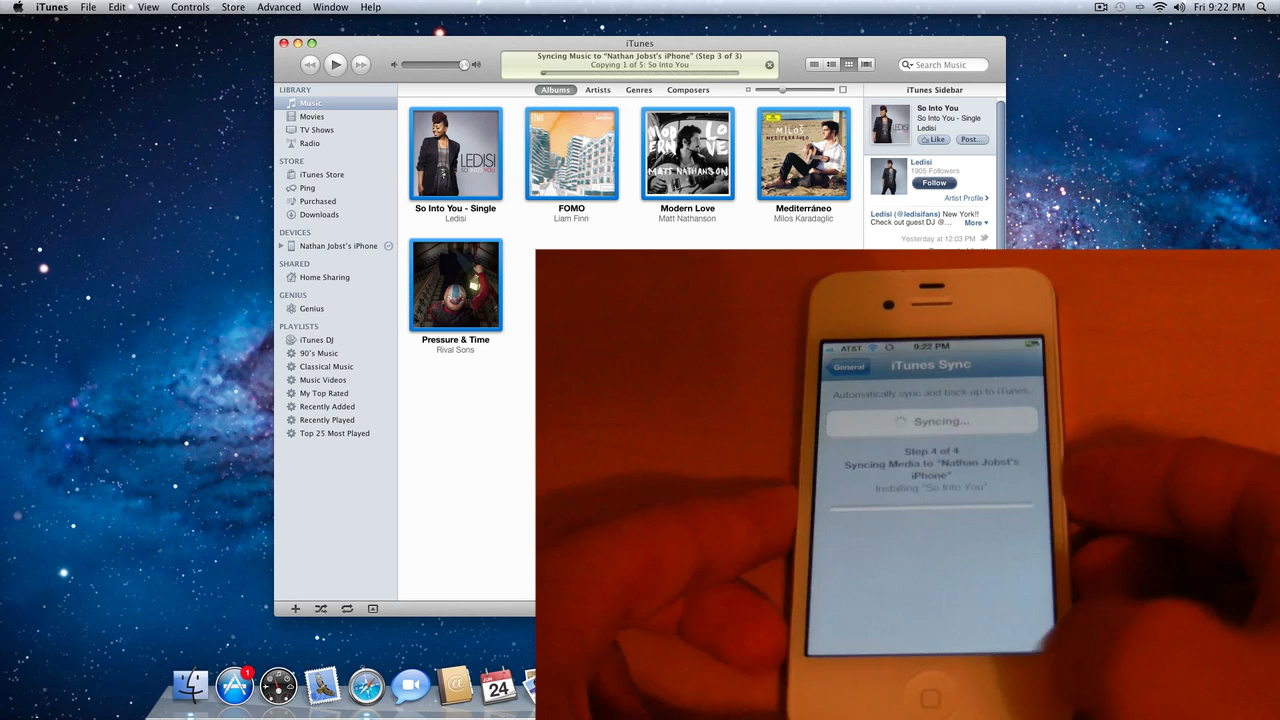 iTunes File Edit View Controls Store Advanced Window Help
Fri 9:22 PM
iTunes
Syncing Music to “Nathan Jobst’s iPhone” (Step 3 of 3)
Copying 1 of 5: So Into You
Search Music
LIBRARY
Music
Movies
TV Shows
Radio
STORE
iTunes Store
Ping
Purchased
Downloads
DEVICES
Nathan Jobst’s iPhone
SHARED
Home Sharing
GENIUS
Genius
PLAYLISTS
iTunes DJ
90’s Music
Classical Music
Music Videos
My Top Rated
Recently Added
Recently Played
Top 25 Most Played
Albums Artists Genres Composers
LEDISI
SO INTO YOU
So Into You - Single
Ledisi
FOMO
FOMO
Liam Finn
MODERN LOVE
MATT NATHANSON
Modern Love
Matt Nathanson
MILOŠ
MEDITERRÁNEO
Mediterráneo
Milos Karadaglic
Pressure & Time
Rival Sons
iTunes Sidebar
So Into You
So Into You - Single
Ledisi
Like Post...
Ledisi
1905 Followers
Follow
Artist Profile
Ledisi (@ledisifans) New York!!
Check out guest DJ @...
More
Yesterday at 12:03 PM
AT&T 9:22 PM
General iTunes Sync
Automatically sync and back up to iTunes.
Syncing...
Step 4 of 4
Syncing Media to “Nathan Jobst’s
iPhone”
Installing “So Into You”
1
JUN
24